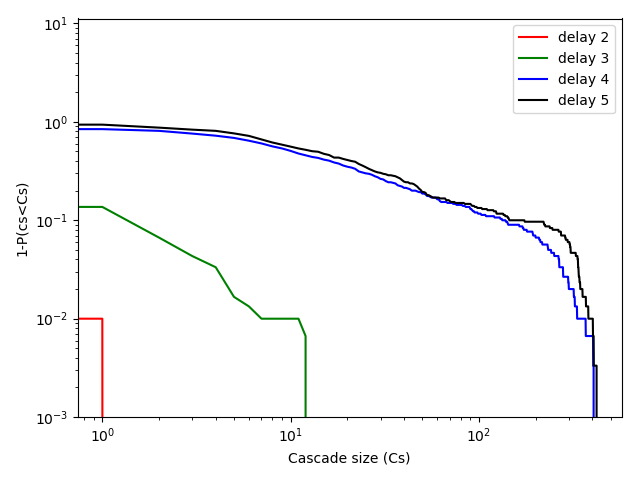 delay 2
delay 3
delay 4
delay 5
10¹
10⁰
10⁻¹
10⁻²
10⁻³
1-P(cs<Cs)
10⁰ 10¹ 10²
Cascade size (Cs)